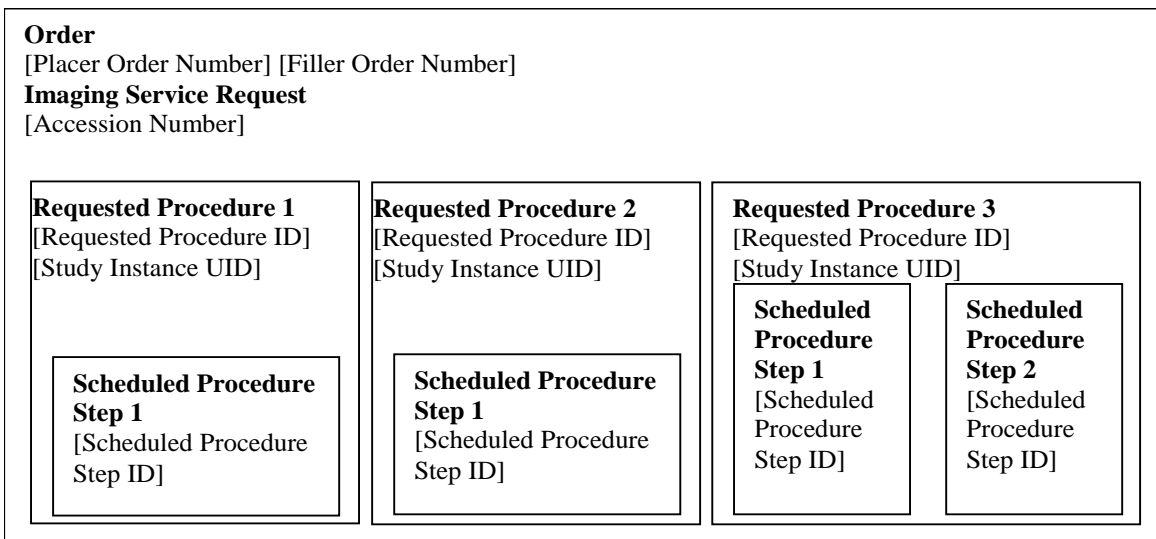 Order
[Placer Order Number] [Filler Order Number]
Imaging Service Request
[Accession Number]
Requested Procedure 1
[Requested Procedure ID]
[Study Instance UID]
Scheduled Procedure
Step 1
[Scheduled Procedure
Step ID]
Requested Procedure 2
[Requested Procedure ID]
[Study Instance UID]
Scheduled Procedure
Step 1
[Scheduled Procedure
Step ID]
Requested Procedure 3
[Requested Procedure ID]
[Study Instance UID]
Scheduled
Procedure
Step 1
[Scheduled
Procedure
Step ID]
Scheduled
Procedure
Step 2
[Scheduled
Procedure
Step ID]